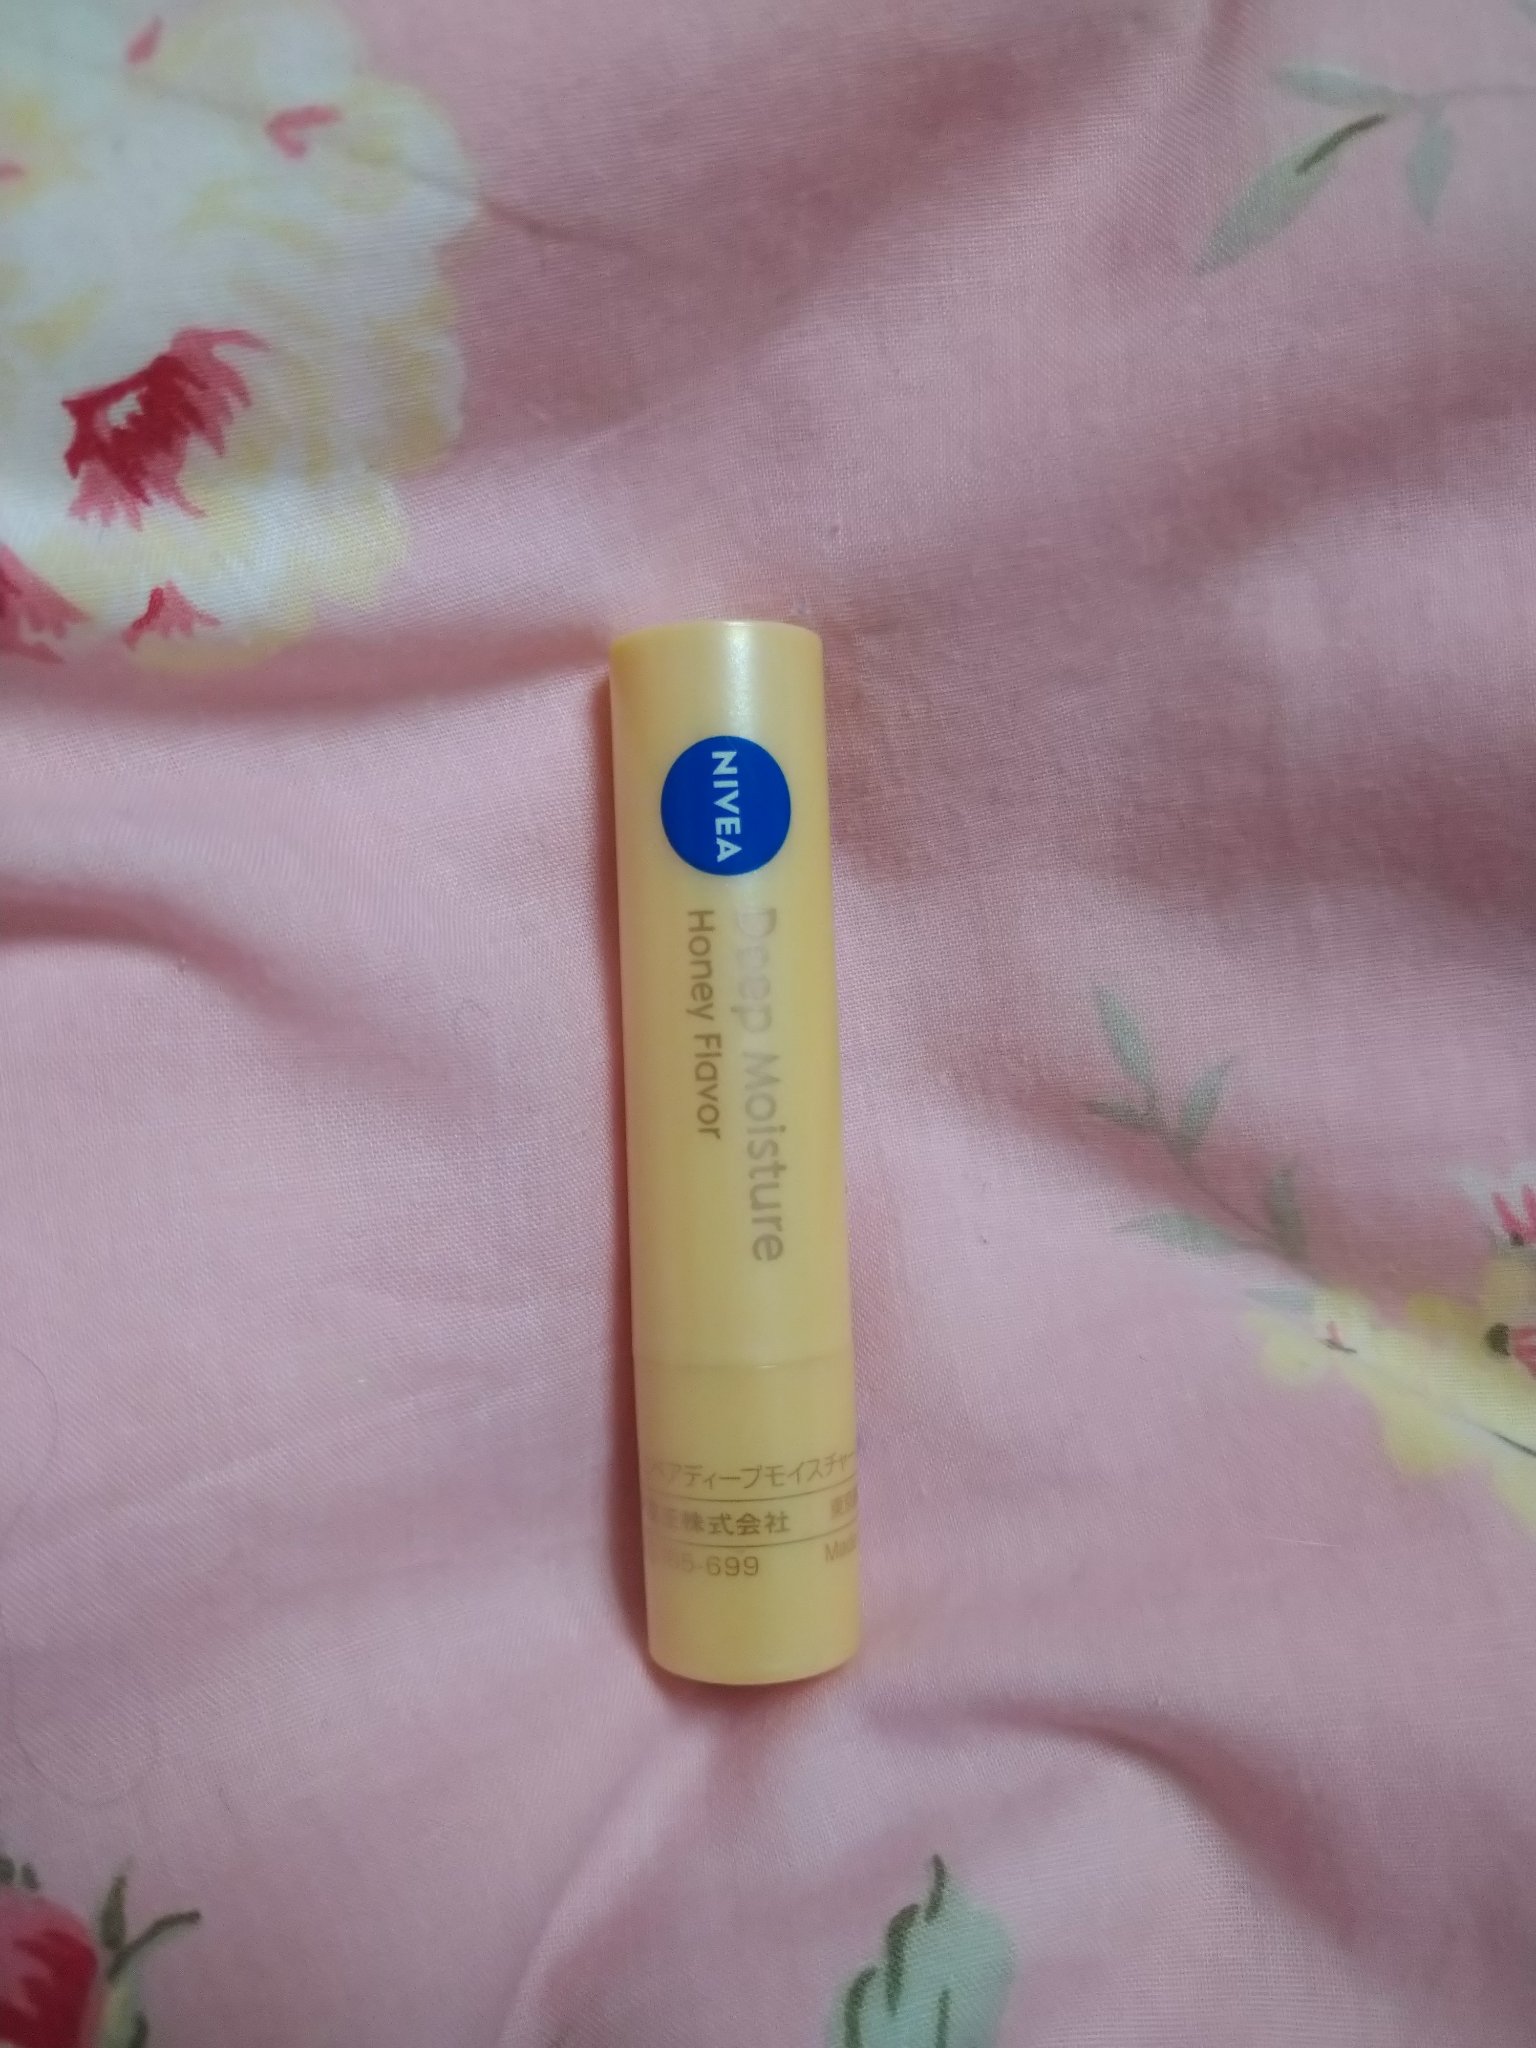 NIVEA
Deep Moisture
Honey Flavor
ベアディープモイスチャー
株式会社
-699